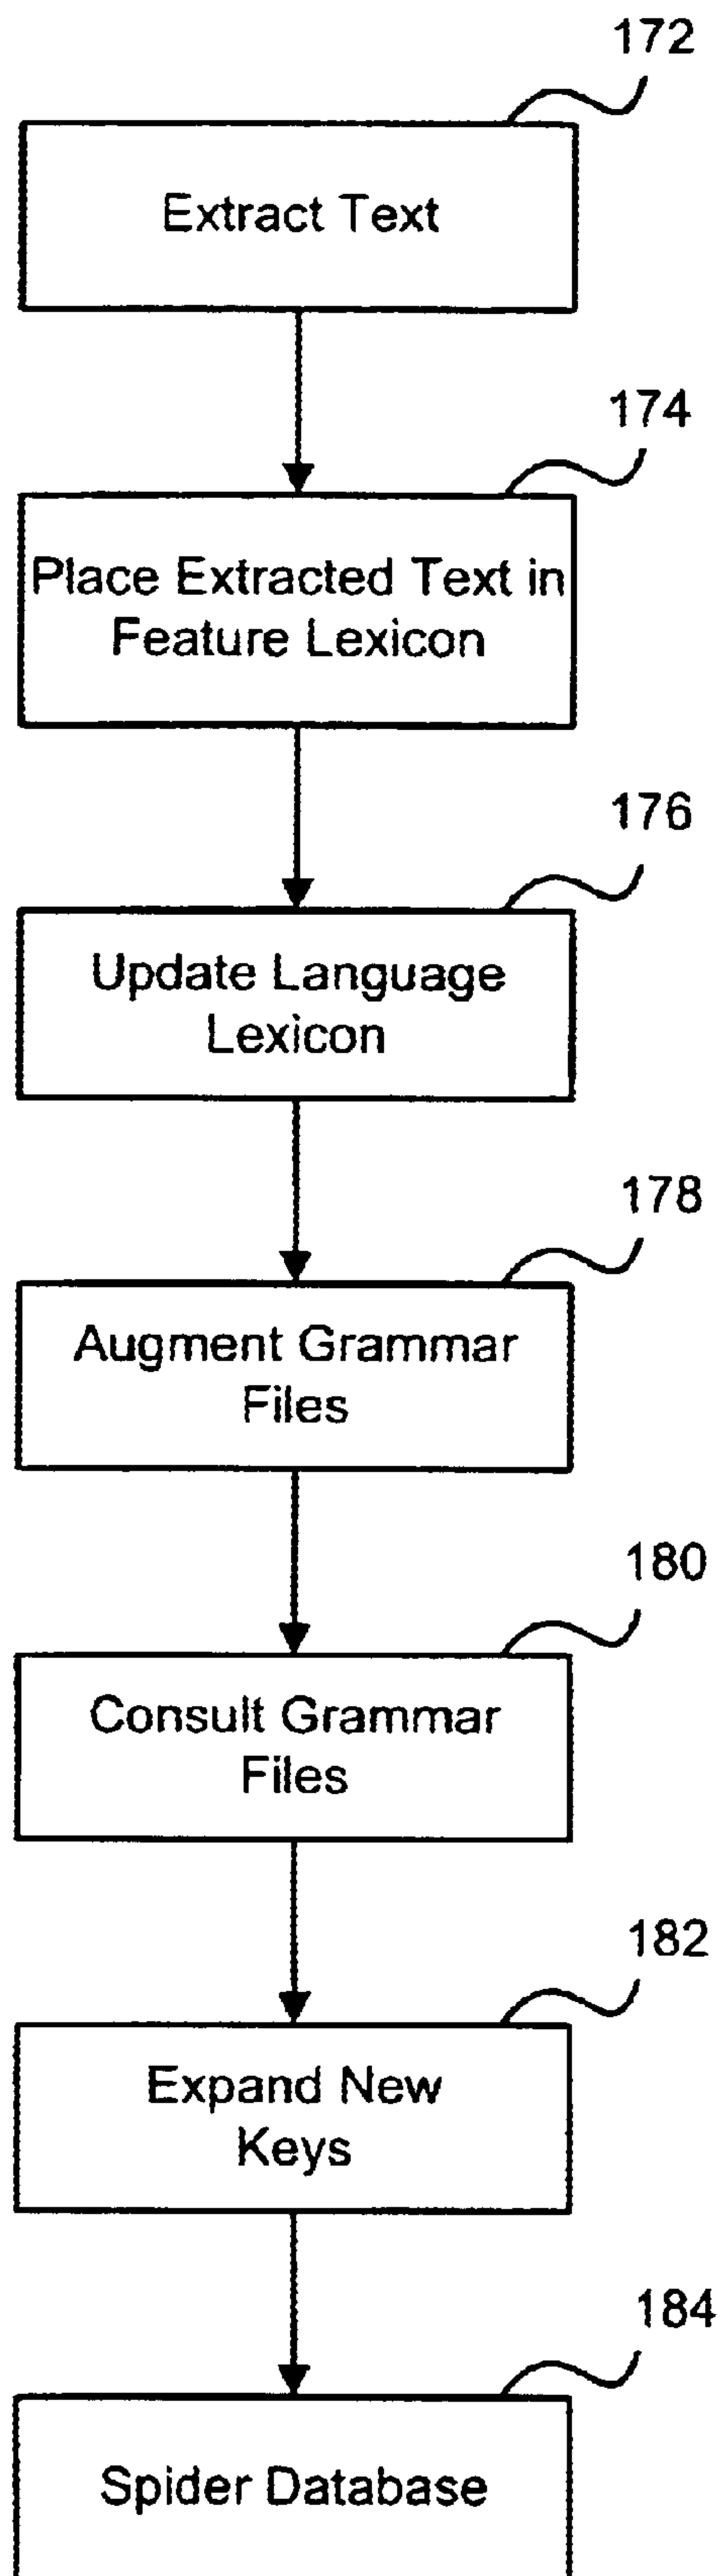 172
Extract Text
174
Place Extracted Text in
Feature Lexicon
176
Update Language
Lexicon
178
Augment Grammar
Files
180
Consult Grammar
Files
182
Expand New
Keys
184
Spider Database